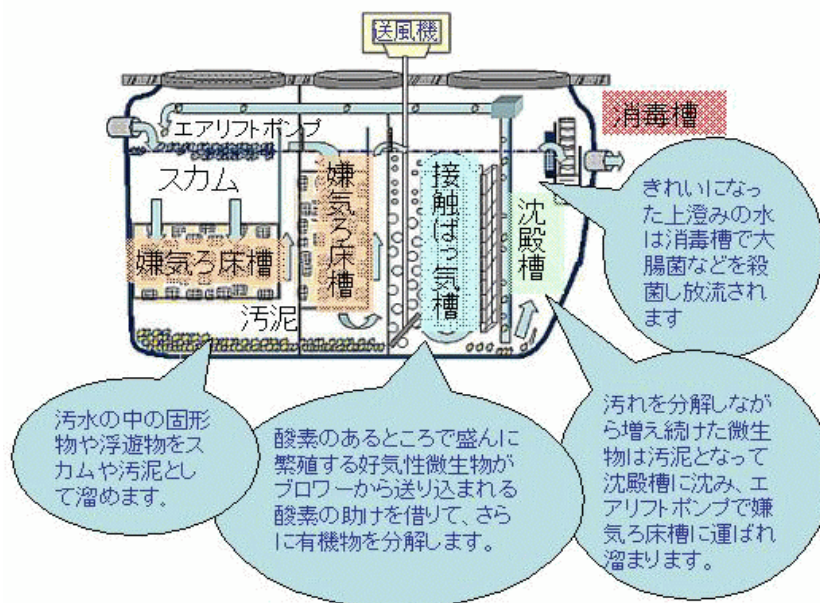 送風機
消毒槽
エアリフトポンプ
スカム
嫌気ろ床槽
嫌気ろ床槽
接触ばっ気槽
沈殿槽
汚泥
きれいになっ
た上澄みの水
は消毒槽で大
腸菌などを殺
菌し放流され
ます
汚水の中の固形
物や浮遊物をス
カムや汚泥とし
て溜めます。
酸素のあるところで盛んに
繁殖する好気性微生物が
ブロワーから送り込まれる
酸素の助けを借りて、さら
に有機物を分解します。
汚れを分解しなが
ら増え続けた微生
物は汚泥となって
沈殿槽に沈み、エ
アリフトポンプで嫌
気ろ床槽に運ばれ
溜まります。